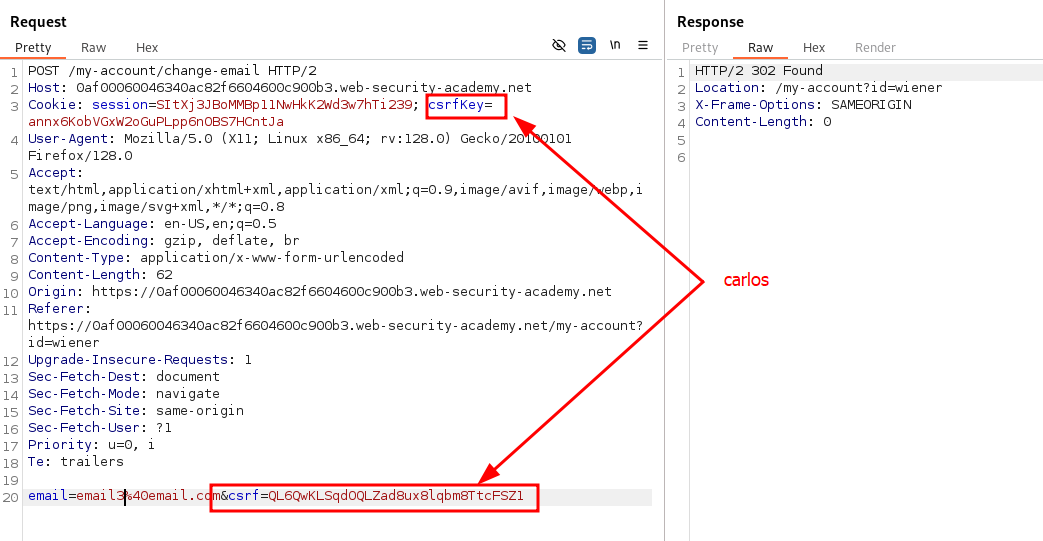 Request
Pretty Raw Hex
\n
1 POST /my-account/change-email HTTP/2
2 Host: 0af00060046340ac82f6604600c900b3.web-security-academy.net
3 Cookie: session=SItXj3JBoMMBp11NwHkK2Wd3w7hTi239; csrfKey=
annx6KobVGxW2oGuPLpp6nOBS7HCntJa
4 User-Agent: Mozilla/5.0 (X11; Linux x86_64; rv:128.0) Gecko/20100101
Firefox/128.0
5 Accept:
text/html,application/xhtml+xml,application/xml;q=0.9,image/avif,image/webp,i
mage/png,image/svg+xml,*/*;q=0.8
6 Accept-Language: en-US,en;q=0.5
7 Accept-Encoding: gzip, deflate, br
8 Content-Type: application/x-www-form-urlencoded
9 Content-Length: 62
10 Origin: https://0af00060046340ac82f6604600c900b3.web-security-academy.net
11 Referer:
https://0af00060046340ac82f6604600c900b3.web-security-academy.net/my-account?
id=wiener
12 Upgrade-Insecure-Requests: 1
13 Sec-Fetch-Dest: document
14 Sec-Fetch-Mode: navigate
15 Sec-Fetch-Site: same-origin
16 Sec-Fetch-User: ?1
17 Priority: u=0, i
18 Te: trailers
19
20 email=email3%40email.com&csrf=QL6QwKLSqdOQLZad8ux8lqbm8TtcFSZ1
carlos
Response
Pretty Raw Hex Render
1 HTTP/2 302 Found
2 Location: /my-account?id=wiener
3 X-Frame-Options: SAMEORIGIN
4 Content-Length: 0
5
6